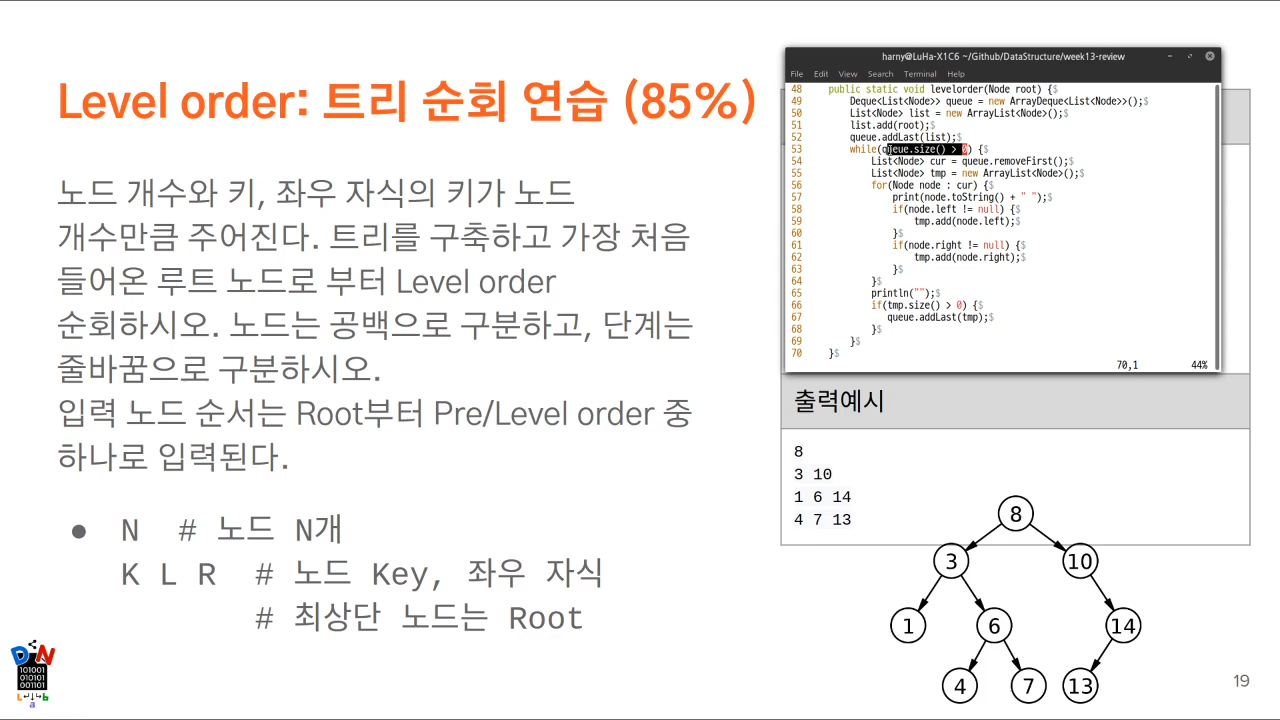 Level order: 트리 순회 연습 (85%)
노드 개수와 키, 좌우 자식의 키가 노드
개수만큼 주어진다. 트리를 구축하고 가장 처음
들어온 루트 노드로 부터 Level order
순회하시오. 노드는 공백으로 구분하고, 단계는
줄바꿈으로 구분하시오.
입력 노드 순서는 Root부터 Pre/Level order 중
하나로 입력된다.
● N # 노드 N개
K L R # 노드 Key, 좌우 자식
# 최상단 노드는 Root
harny@LuHa-X1C6 ~/Github/DataStructure/week13-review
File Edit View Search Terminal Help
48 public static void levelorder(Node root) {$
49 Deque<List<Node>> queue = new ArrayDeque<List<Node>>();$
50 List<Node> list = new ArrayList<Node>();$
51 list.add(root);$
52 queue.addLast(list);$
53 while(queue.size() > 0) {$
54 List<Node> cur = queue.removeFirst();$
55 List<Node> tmp = new ArrayList<Node>();$
56 for(Node node : cur) {$
57 print(node.toString() + " ");$
58 if(node.left != null) {$
59 tmp.add(node.left);$
60 }$
61 if(node.right != null) {$
62 tmp.add(node.right);$
63 }$
64 }$
65 println("");$
66 if(tmp.size() > 0) {$
67 queue.addLast(tmp);$
68 }$
69 }$
70 }$
70,1 44%
출력예시
8
3 10
1 6 14
4 7 13
8
3 10
1 6 14
4 7 13
19